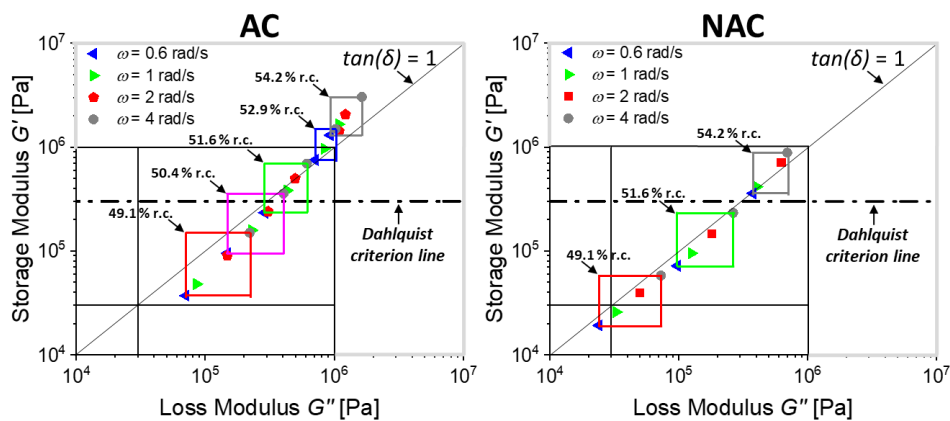 AC
Storage Modulus G' [Pa]
10⁷
10⁶
10⁵
10⁴
ω = 0.6 rad/s
ω = 1 rad/s
ω = 2 rad/s
ω = 4 rad/s
tan(δ) = 1
54.2% r.c.
52.9% r.c.
51.6% r.c.
50.4% r.c.
49.1% r.c.
Dahlquist
criterion line
10⁴ 10⁵ 10⁶ 10⁷
Loss Modulus G" [Pa]
NAC
Storage Modulus G' [Pa]
10⁷
10⁶
10⁵
10⁴
ω = 0.6 rad/s
ω = 1 rad/s
ω = 2 rad/s
ω = 4 rad/s
tan(δ) = 1
54.2% r.c.
51.6% r.c.
49.1% r.c.
Dahlquist
criterion line
10⁴ 10⁵ 10⁶ 10⁷
Loss Modulus G" [Pa]